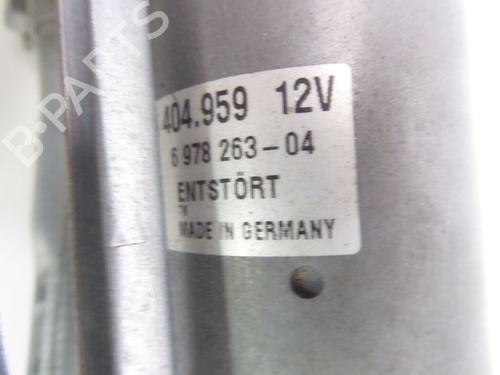 404.959 12V
6 978 263-04
ENTSTÖRT
MADE IN GERMANY
B-PARTS